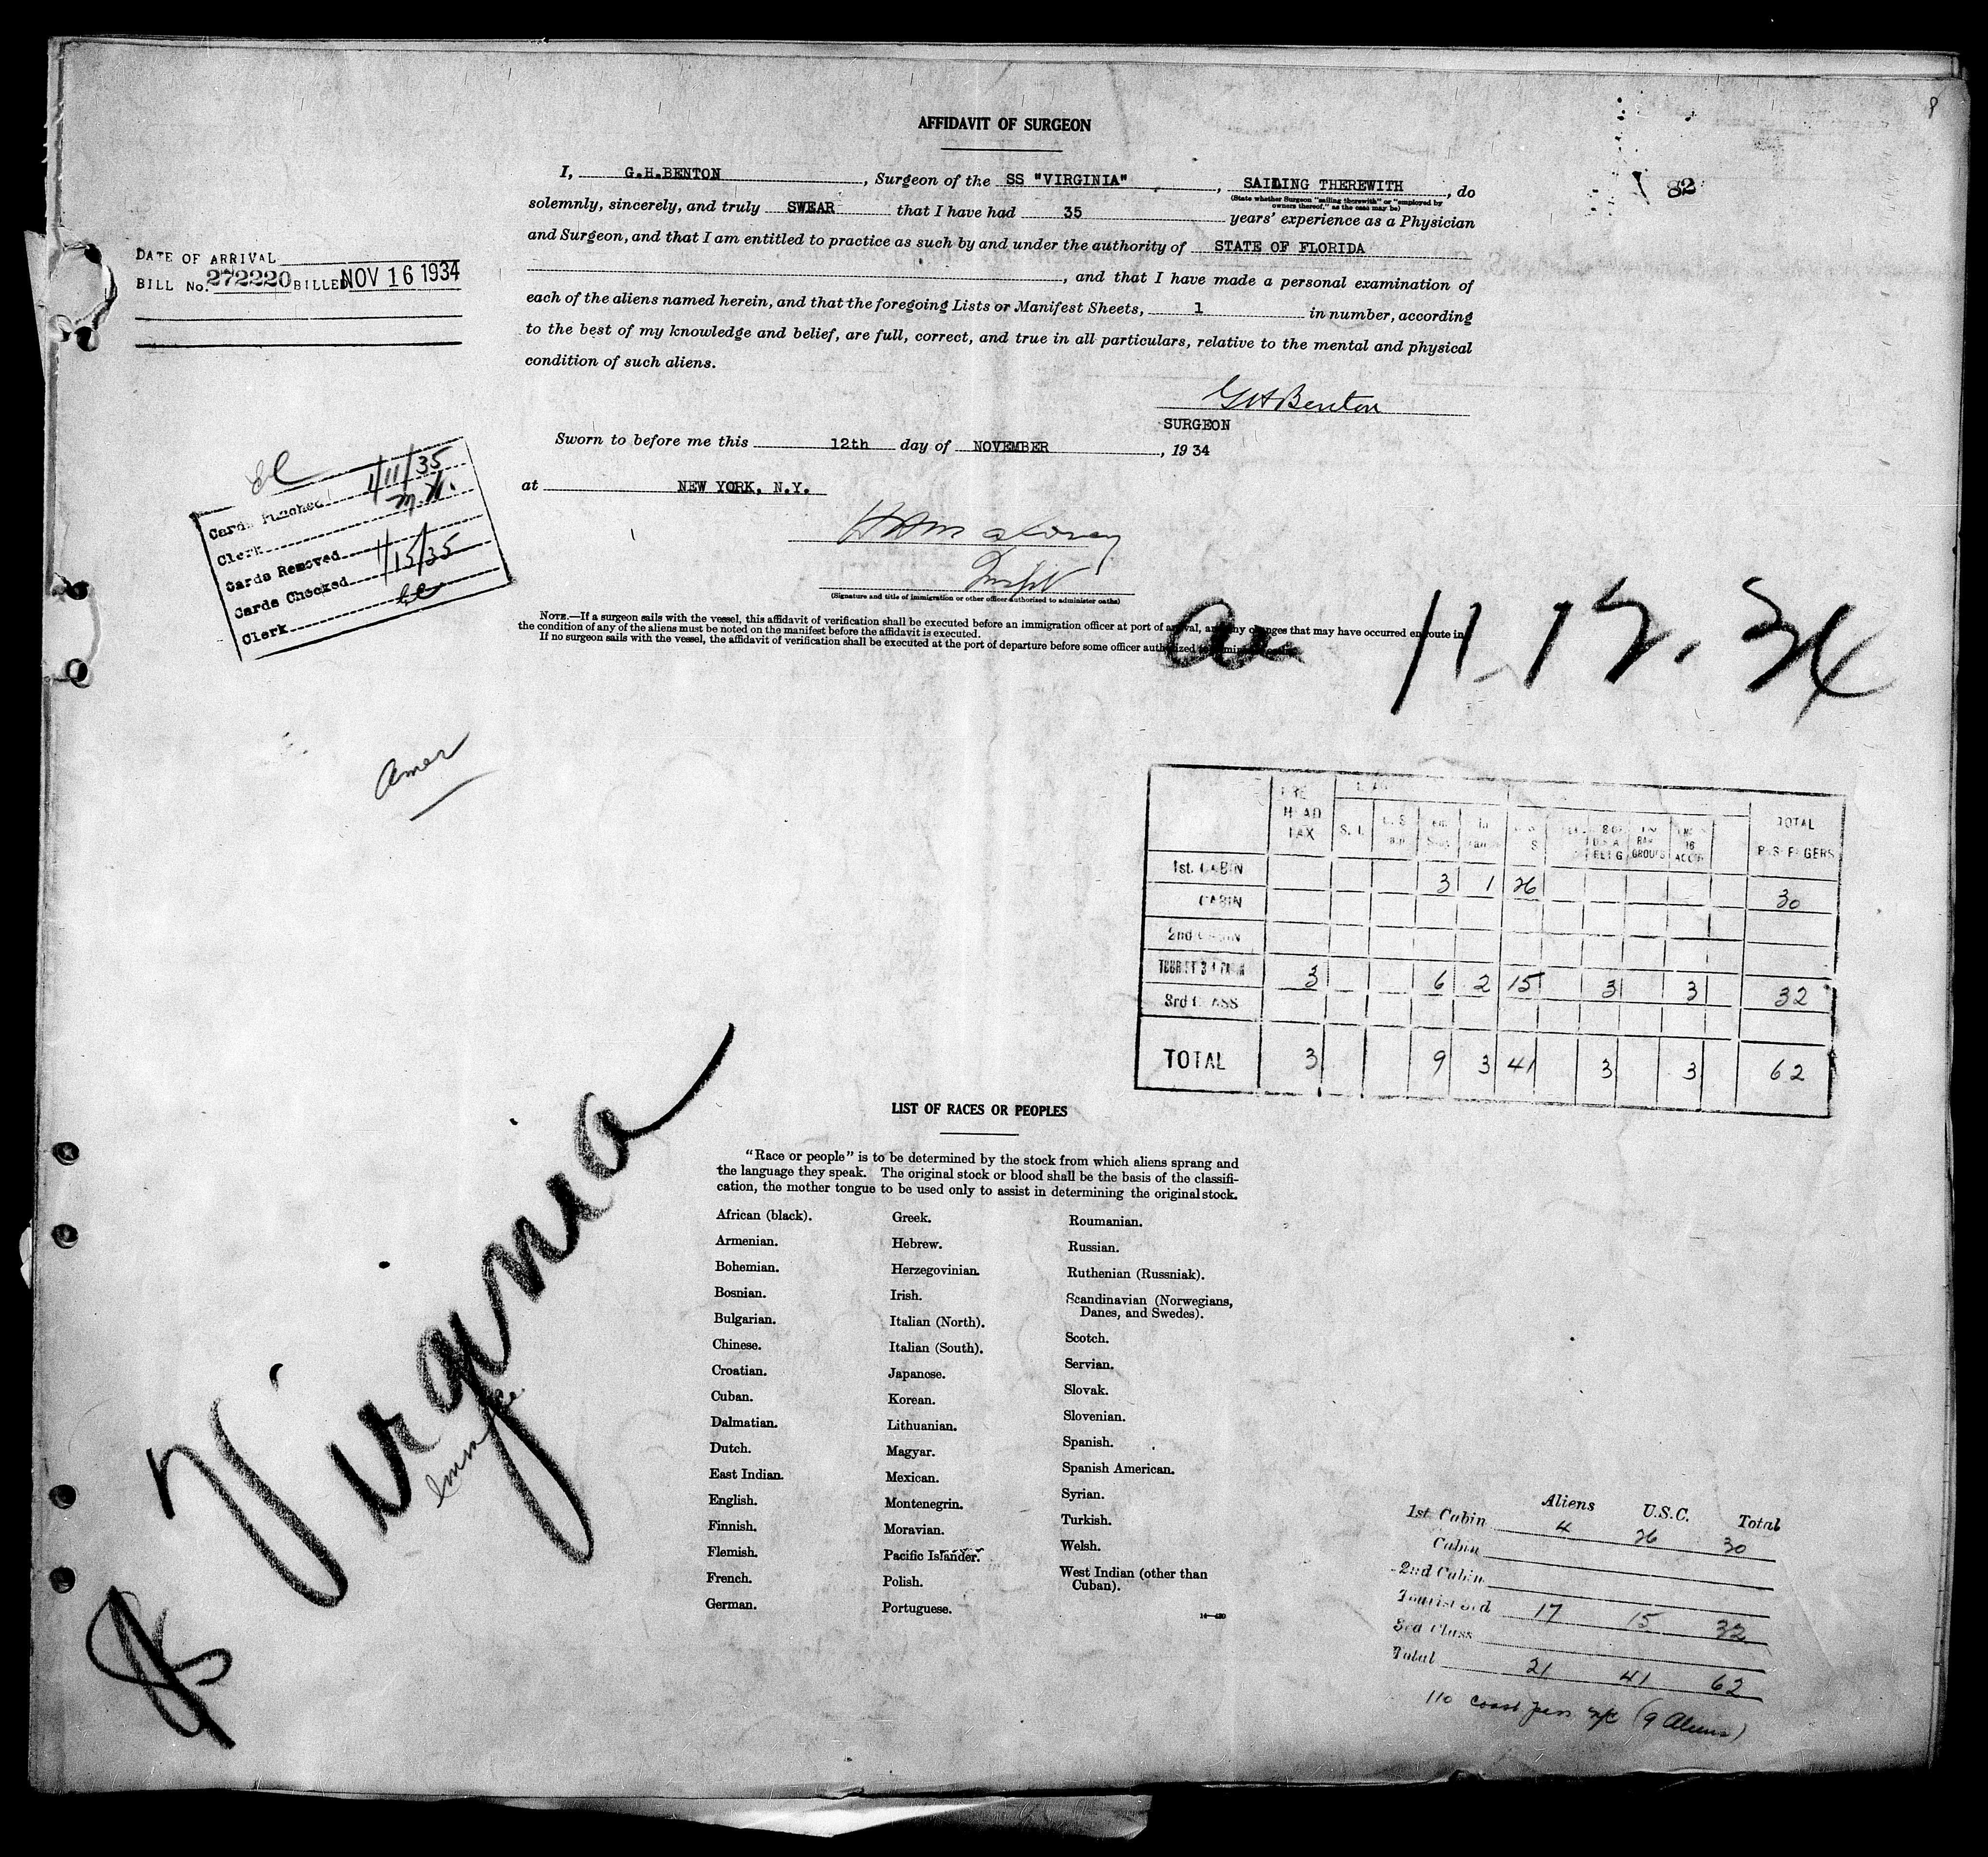 AFFIDAVIT OF SURGEON
I, G.H.BENTON, Surgeon of the SS "VIRGINIA", SAILING THEREWITH, do
(State whether Surgeon "sailing therewith" or "employed by owners thereof," as the case may be)
solemnly, sincerely, and truly SWEAR that I have had 35 years' experience as a Physician
and Surgeon, and that I am entitled to practice as such by and under the authority of STATE OF FLORIDA
, and that I have made a personal examination of
each of the aliens named herein, and that the foregoing Lists or Manifest Sheets, 1 in number, according
to the best of my knowledge and belief, are full, correct, and true in all particulars, relative to the mental and physical
condition of such aliens.
82
DATE OF ARRIVAL
BILL No. 272220 BILLED NOV 16 1934
GHBenton
SURGEON
Sworn to before me this 12th day of NOVEMBER, 1934
at NEW YORK, N.Y.
(Signature and title of immigration or other officer authorized to administer oaths)
Cards Punched 1/11/35
Clerk M.H.
Cards Removed
Cards Checked 1/15/35
Clerk
NOTE.—If a surgeon sails with the vessel, this affidavit of verification shall be executed before an immigration officer at port of arrival, and any changes that may have occurred en route in
the condition of any of the aliens must be noted on the manifest before the affidavit is executed.
If no surgeon sails with the vessel, the affidavit of verification shall be executed at the port of departure before some officer authorized to
11-12.34
Amer
HEAD TAX S.I. TOTAL
1st. CABIN 3 1 26 30
CABIN
2nd CABIN
TOURIST 3rd CABIN 3 6 2 15 3 3 32
3rd CLASS
TOTAL 3 9 3 41 3 3 62
LIST OF RACES OR PEOPLES
"Race or people" is to be determined by the stock from which aliens sprang and
the language they speak. The original stock or blood shall be the basis of the classifi-
cation, the mother tongue to be used only to assist in determining the original stock.
African (black).
Armenian.
Bohemian.
Bosnian.
Bulgarian.
Chinese.
Croatian.
Cuban.
Dalmatian.
Dutch.
East Indian.
English.
Finnish.
Flemish.
French.
German.
Greek.
Hebrew.
Herzegovinian.
Irish.
Italian (North).
Italian (South).
Japanese.
Korean.
Lithuanian.
Magyar.
Mexican.
Montenegrin.
Moravian.
Pacific Islander.
Polish.
Portuguese.
Roumanian.
Russian.
Ruthenian (Russniak).
Scandinavian (Norwegians,
Danes, and Swedes).
Scotch.
Servian.
Slovak.
Slovenian.
Spanish.
Spanish American.
Syrian.
Turkish.
Welsh.
West Indian (other than
Cuban).
Virginia
Aliens U.S.C. Total
1st Cabin 4 26 30
Cabin
2nd Cabin
Tourist 3rd 17 15 32
3rd Class
Total 21 41 62
110 coast pass (9 Aliens)